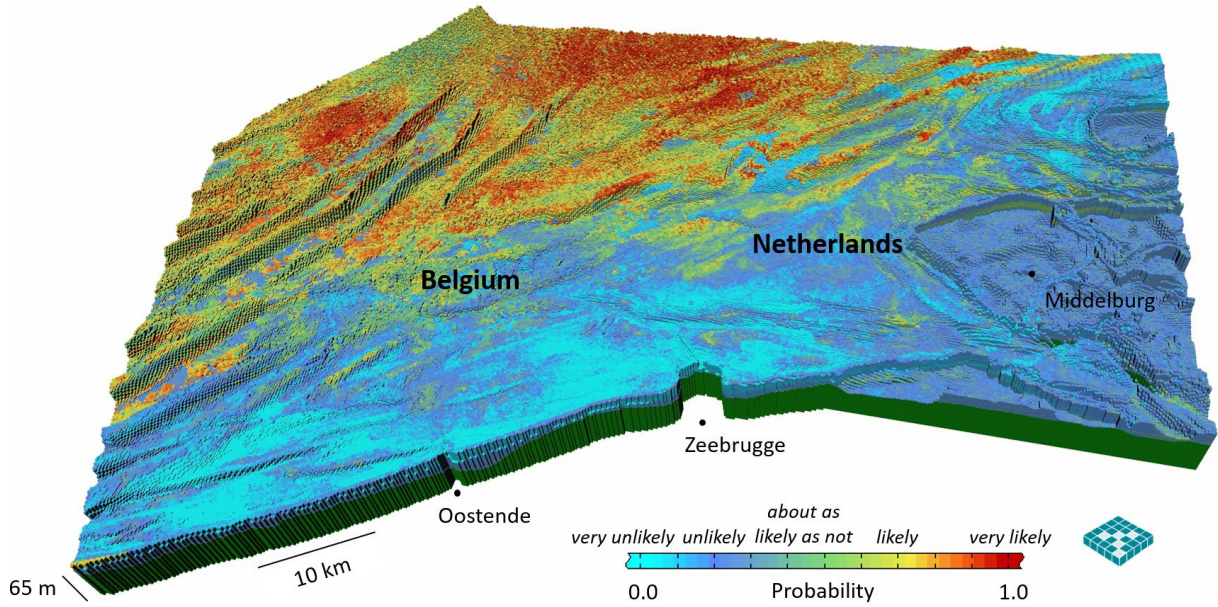 Netherlands
Belgium
Middelburg
Zeebrugge
Oostende
10 km
65 m
about as
very unlikely unlikely likely as not likely very likely
0.0 Probability 1.0